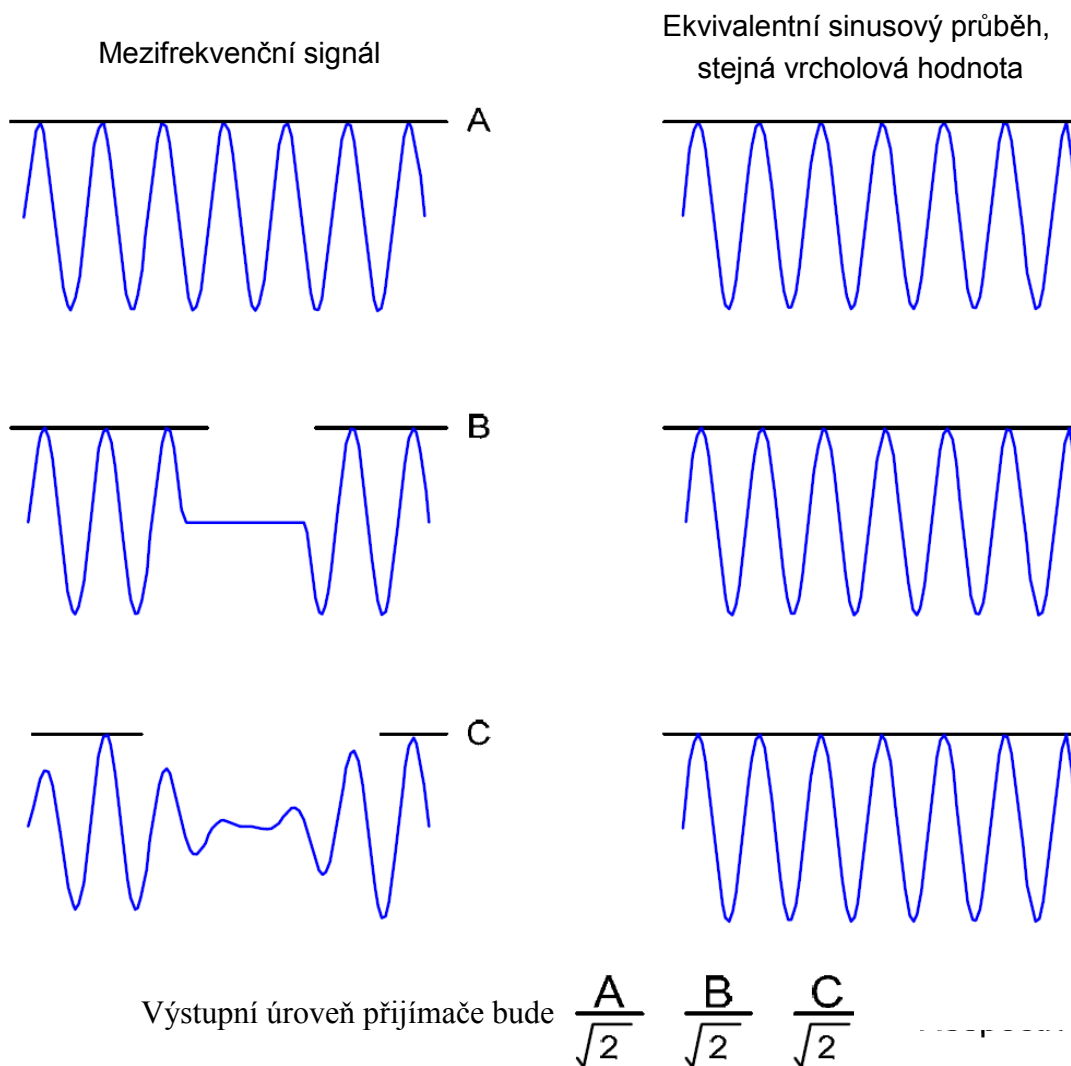 Mezifrekvenční signál
Ekvivalentní sinusový průběh,
stejná vrcholová hodnota
A
B
C
Výstupní úroveň přijímače bude A/√2 B/√2 C/√2